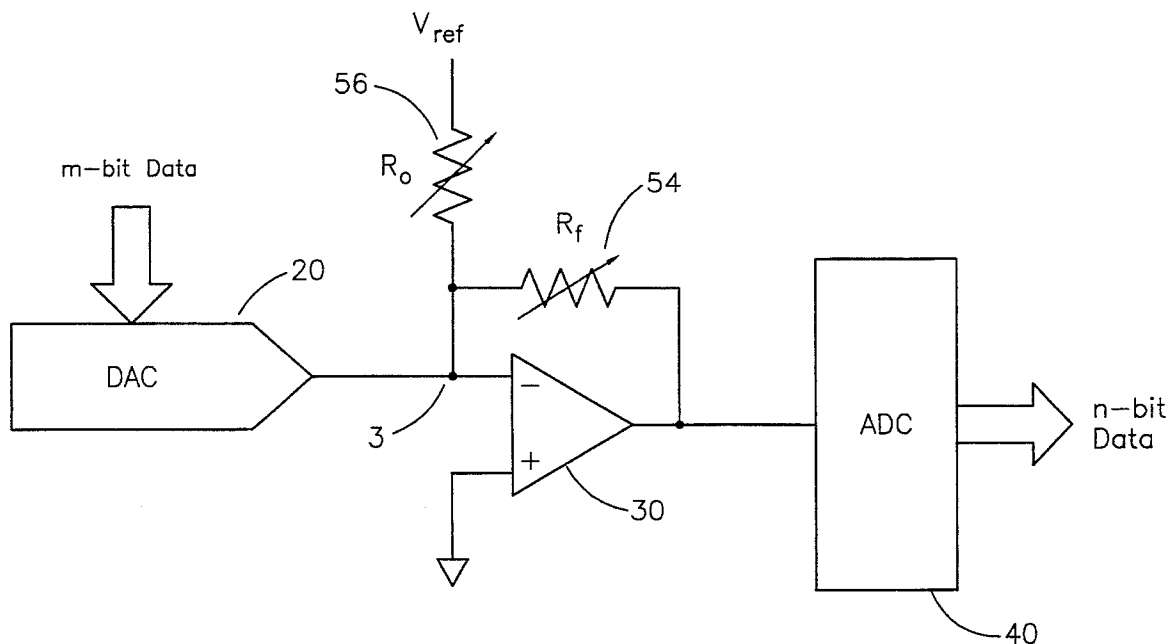 V_ref
56
R_o
m-bit Data
54
R_f
20
DAC
3
−
+
30
ADC
n-bit
Data
40